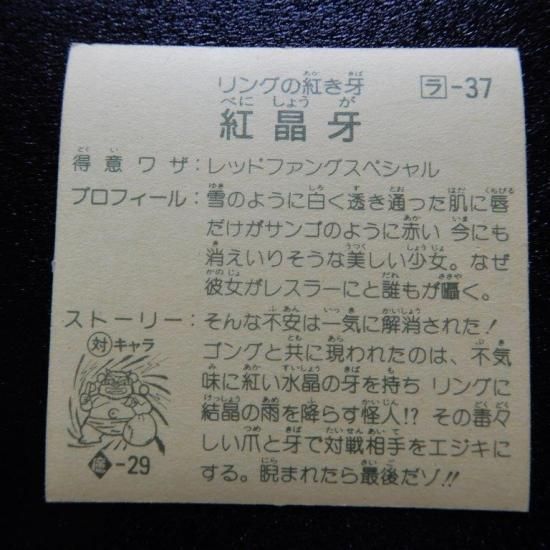 リングの紅き牙
ラ-37
紅晶牙
得意ワザ:レッドファングスペシャル
プロフィール:雪のように白く透き通った肌に唇
だけがサンゴのように赤い 今にも
消えいりそうな美しい少女。なぜ
彼女がレスラーにと誰もが囁く。
ストーリー:そんな不安は一気に解消された!
対キャラ
ゴングと共に現われたのは、不気
味に紅い水晶の牙を持ち リングに
結晶の雨を降らす怪人!? その毒々
しい爪と牙で対戦相手をエジキに
する。睨まれたら最後だゾ!!
-29